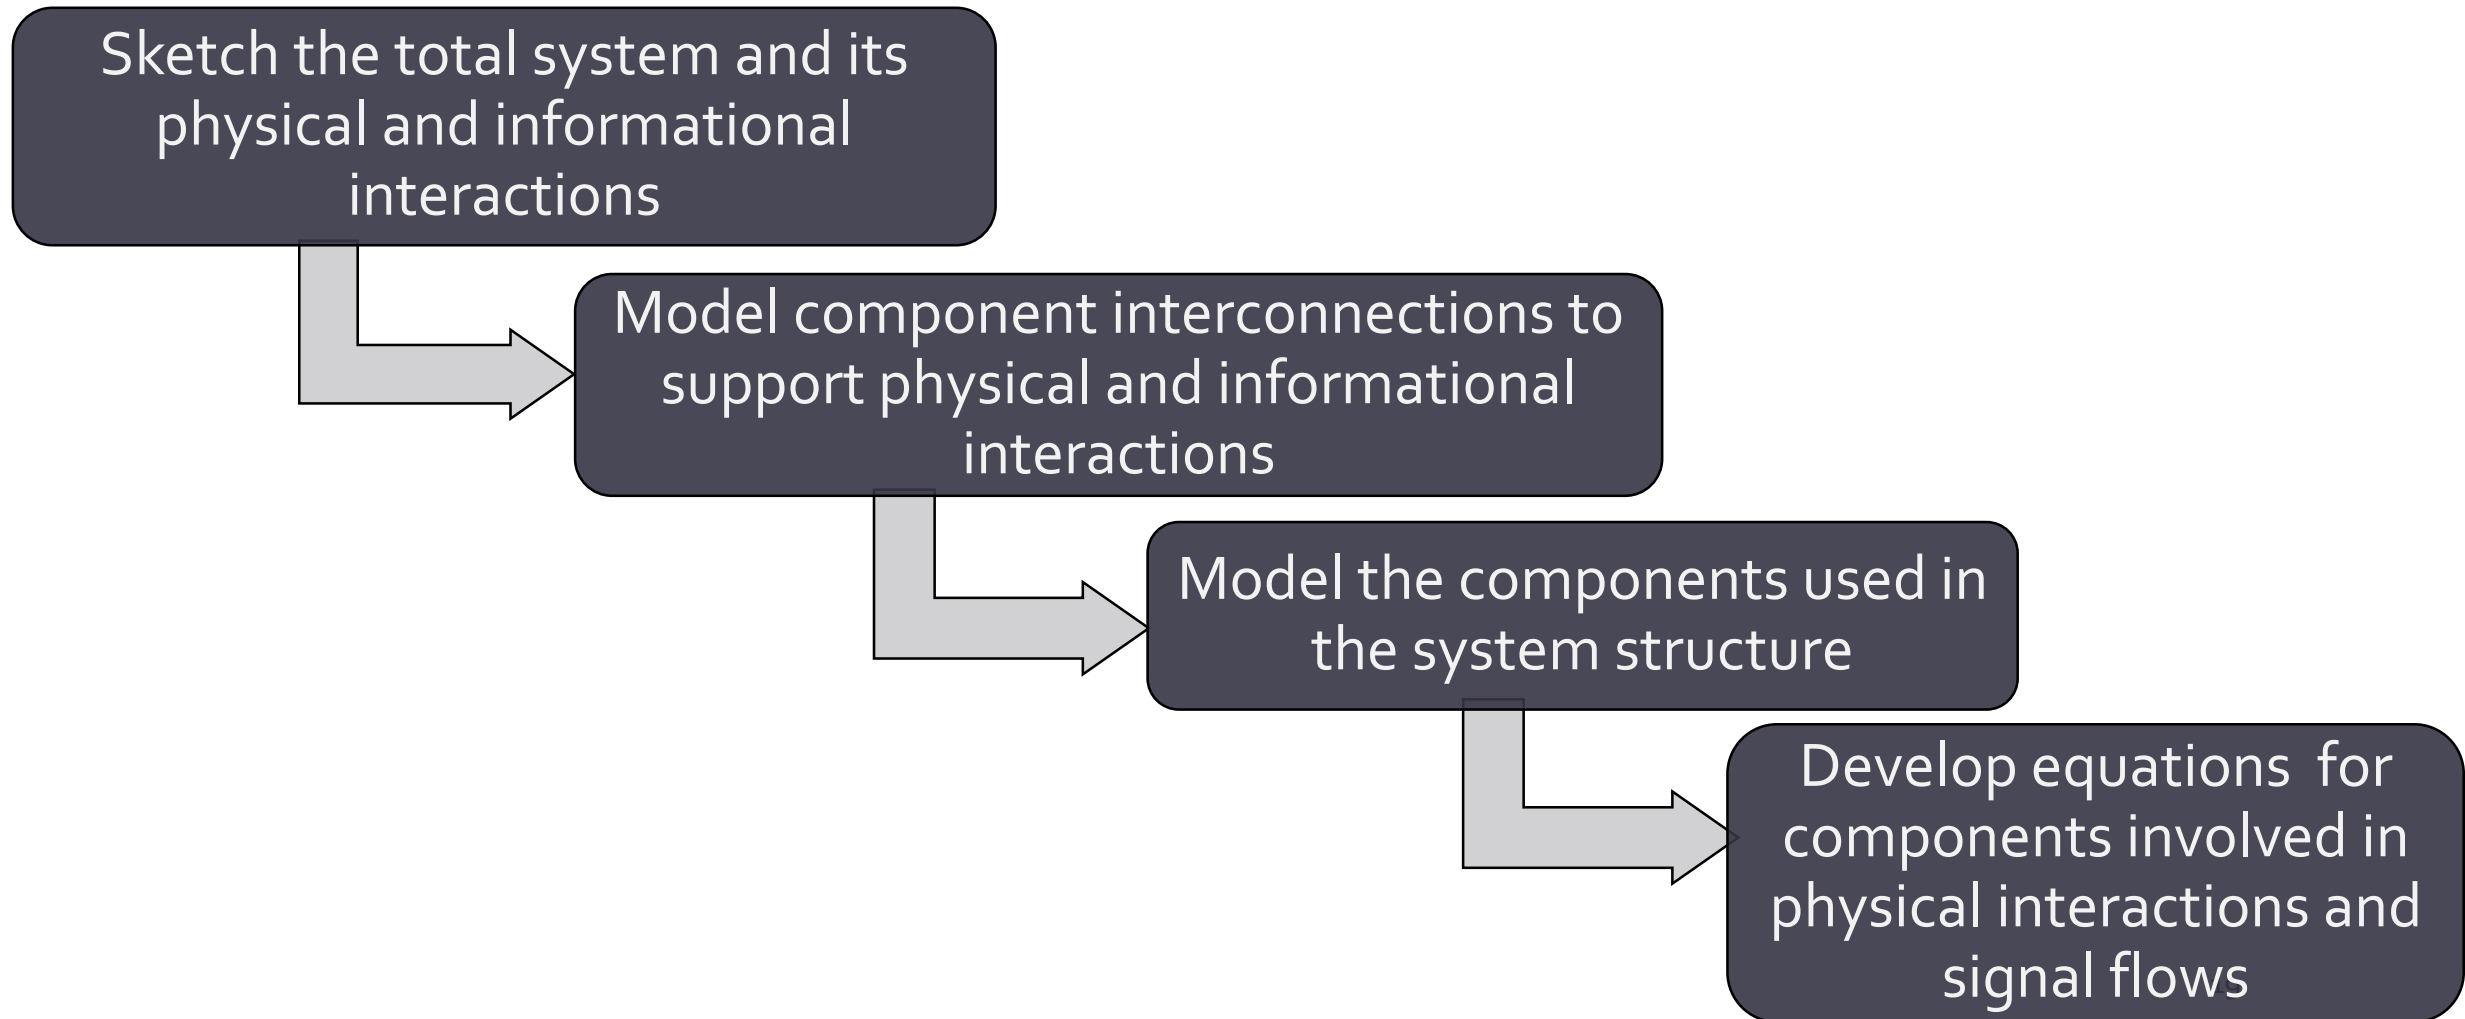 Sketch the total system and its
physical and informational
interactions
Model component interconnections to
support physical and informational
interactions
Model the components used in
the system structure
Develop equations for
components involved in
physical interactions and
signal flows